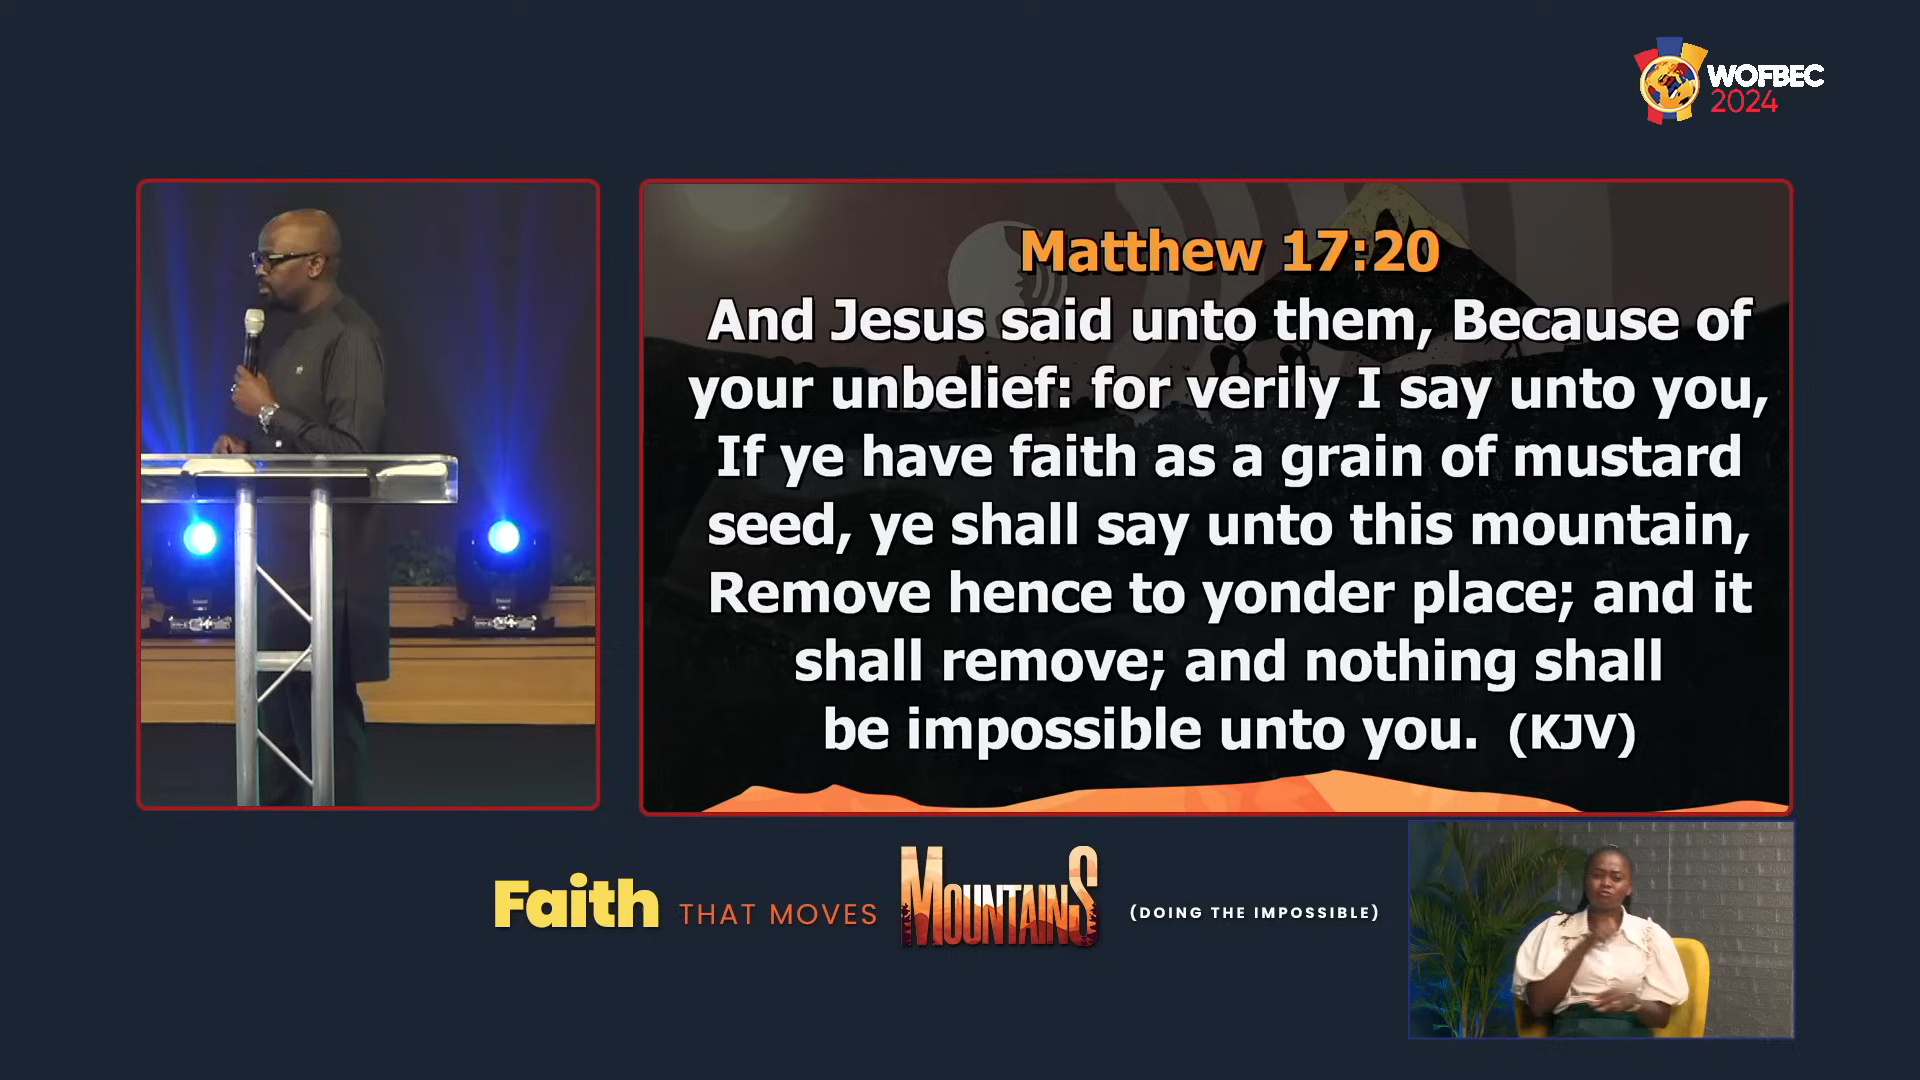 WOFBEC
2024
Matthew 17:20
And Jesus said unto them, Because of
your unbelief: for verily I say unto you,
If ye have faith as a grain of mustard
seed, ye shall say unto this mountain,
Remove hence to yonder place; and it
shall remove; and nothing shall
be impossible unto you. (KJV)
Faith THAT MOVES MOUNTAINS (DOING THE IMPOSSIBLE)